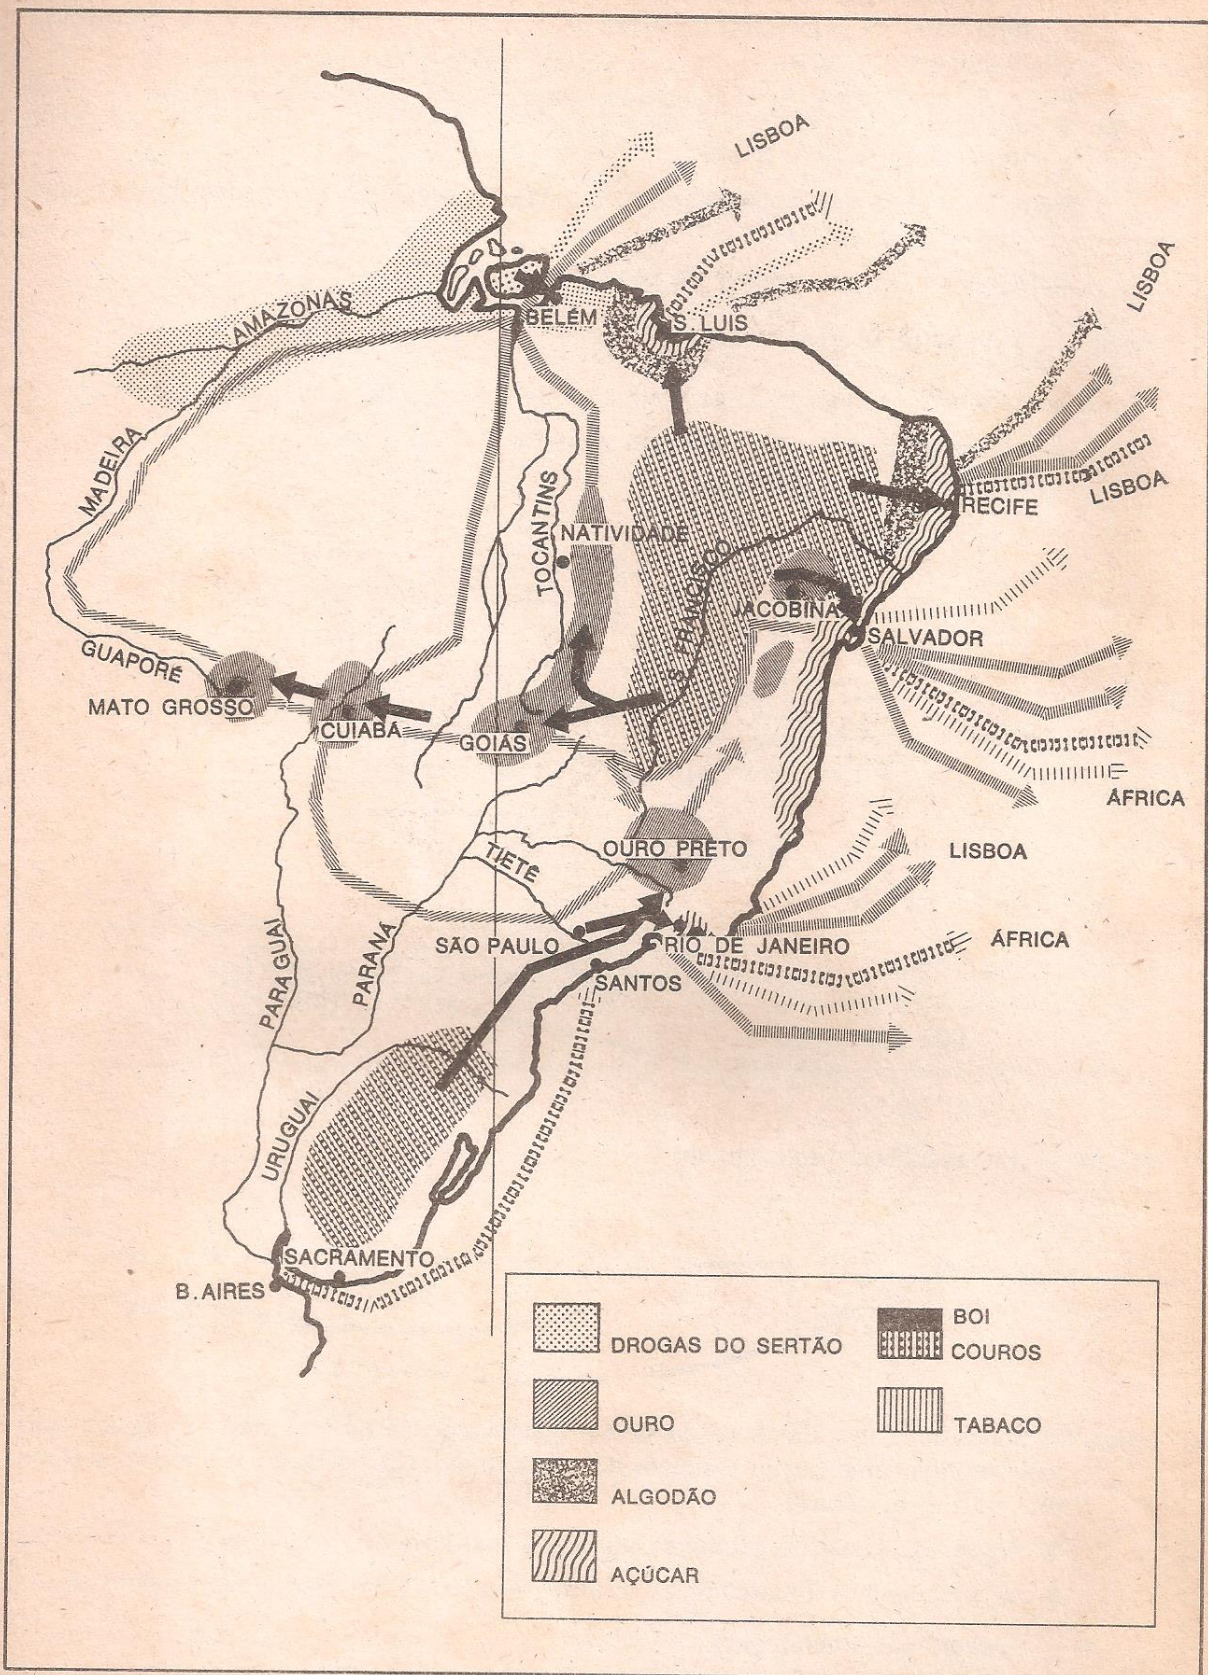 LISBOA
LISBOA
AMAZONAS
BELÉM
S. LUIS
MADEIRA
LISBOA
RECIFE
TOCANTINS
NATIVIDADE
S. FRANCISCO
JACOBINA
SALVADOR
GUAPORÉ
MATO GROSSO
CUIABÁ
GOIÁS
ÁFRICA
OURO PRETO
LISBOA
TIETÊ
PARAGUAI
PARANÁ
SÃO PAULO
RIO DE JANEIRO
ÁFRICA
SANTOS
URUGUAI
SACRAMENTO
B. AIRES
DROGAS DO SERTÃO
OURO
ALGODÃO
AÇÚCAR
BOI
COUROS
TABACO